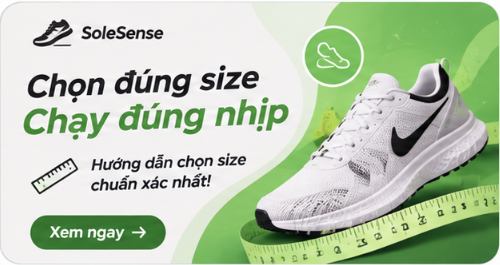 SoleSense
Chọn đúng size
Chạy đúng nhịp
Hướng dẫn chọn size
chuẩn xác nhất!
Xem ngay →